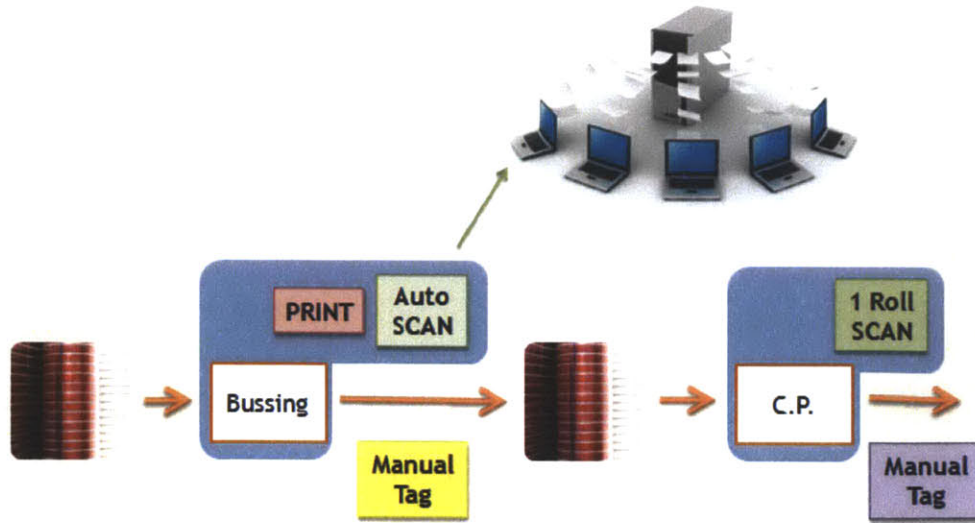 PRINT
Auto
SCAN
1 Roll
SCAN
Bussing
C.P.
Manual
Tag
Manual
Tag